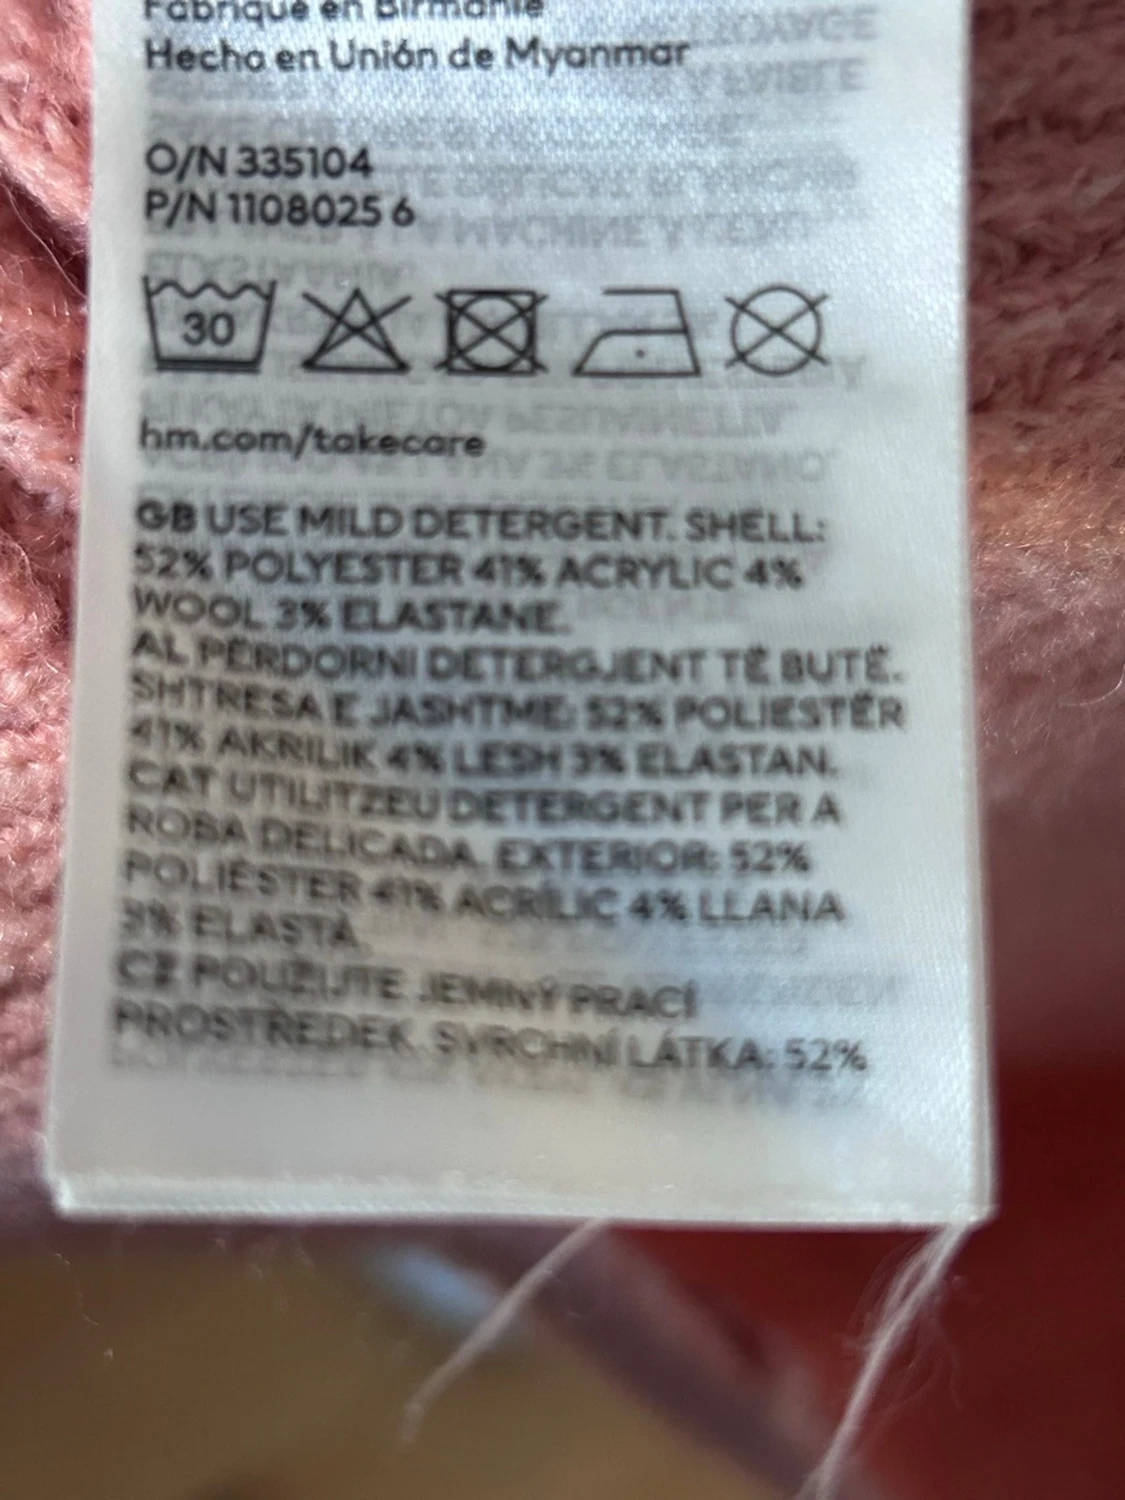 Fabriqué en Birmanie
Hecho en Unión de Myanmar
O/N 335104
P/N 1108025 6
30
hm.com/takecare
GB USE MILD DETERGENT. SHELL:
52% POLYESTER 41% ACRYLIC 4%
WOOL 3% ELASTANE.
AL PËRDORNI DETERGJENT TË BUTË.
SHTRESA E JASHTME: 52% POLIESTËR
41% AKRILIK 4% LESH 3% ELASTAN.
CAT UTILITZEU DETERGENT PER A
ROBA DELICADA. EXTERIOR: 52%
POLIÈSTER 41% ACRÍLIC 4% LLANA
3% ELASTÀ.
CZ POUŽIJTE JEMNÝ PRACÍ
PROSTŘEDEK. SVRCHNÍ LÁTKA: 52%